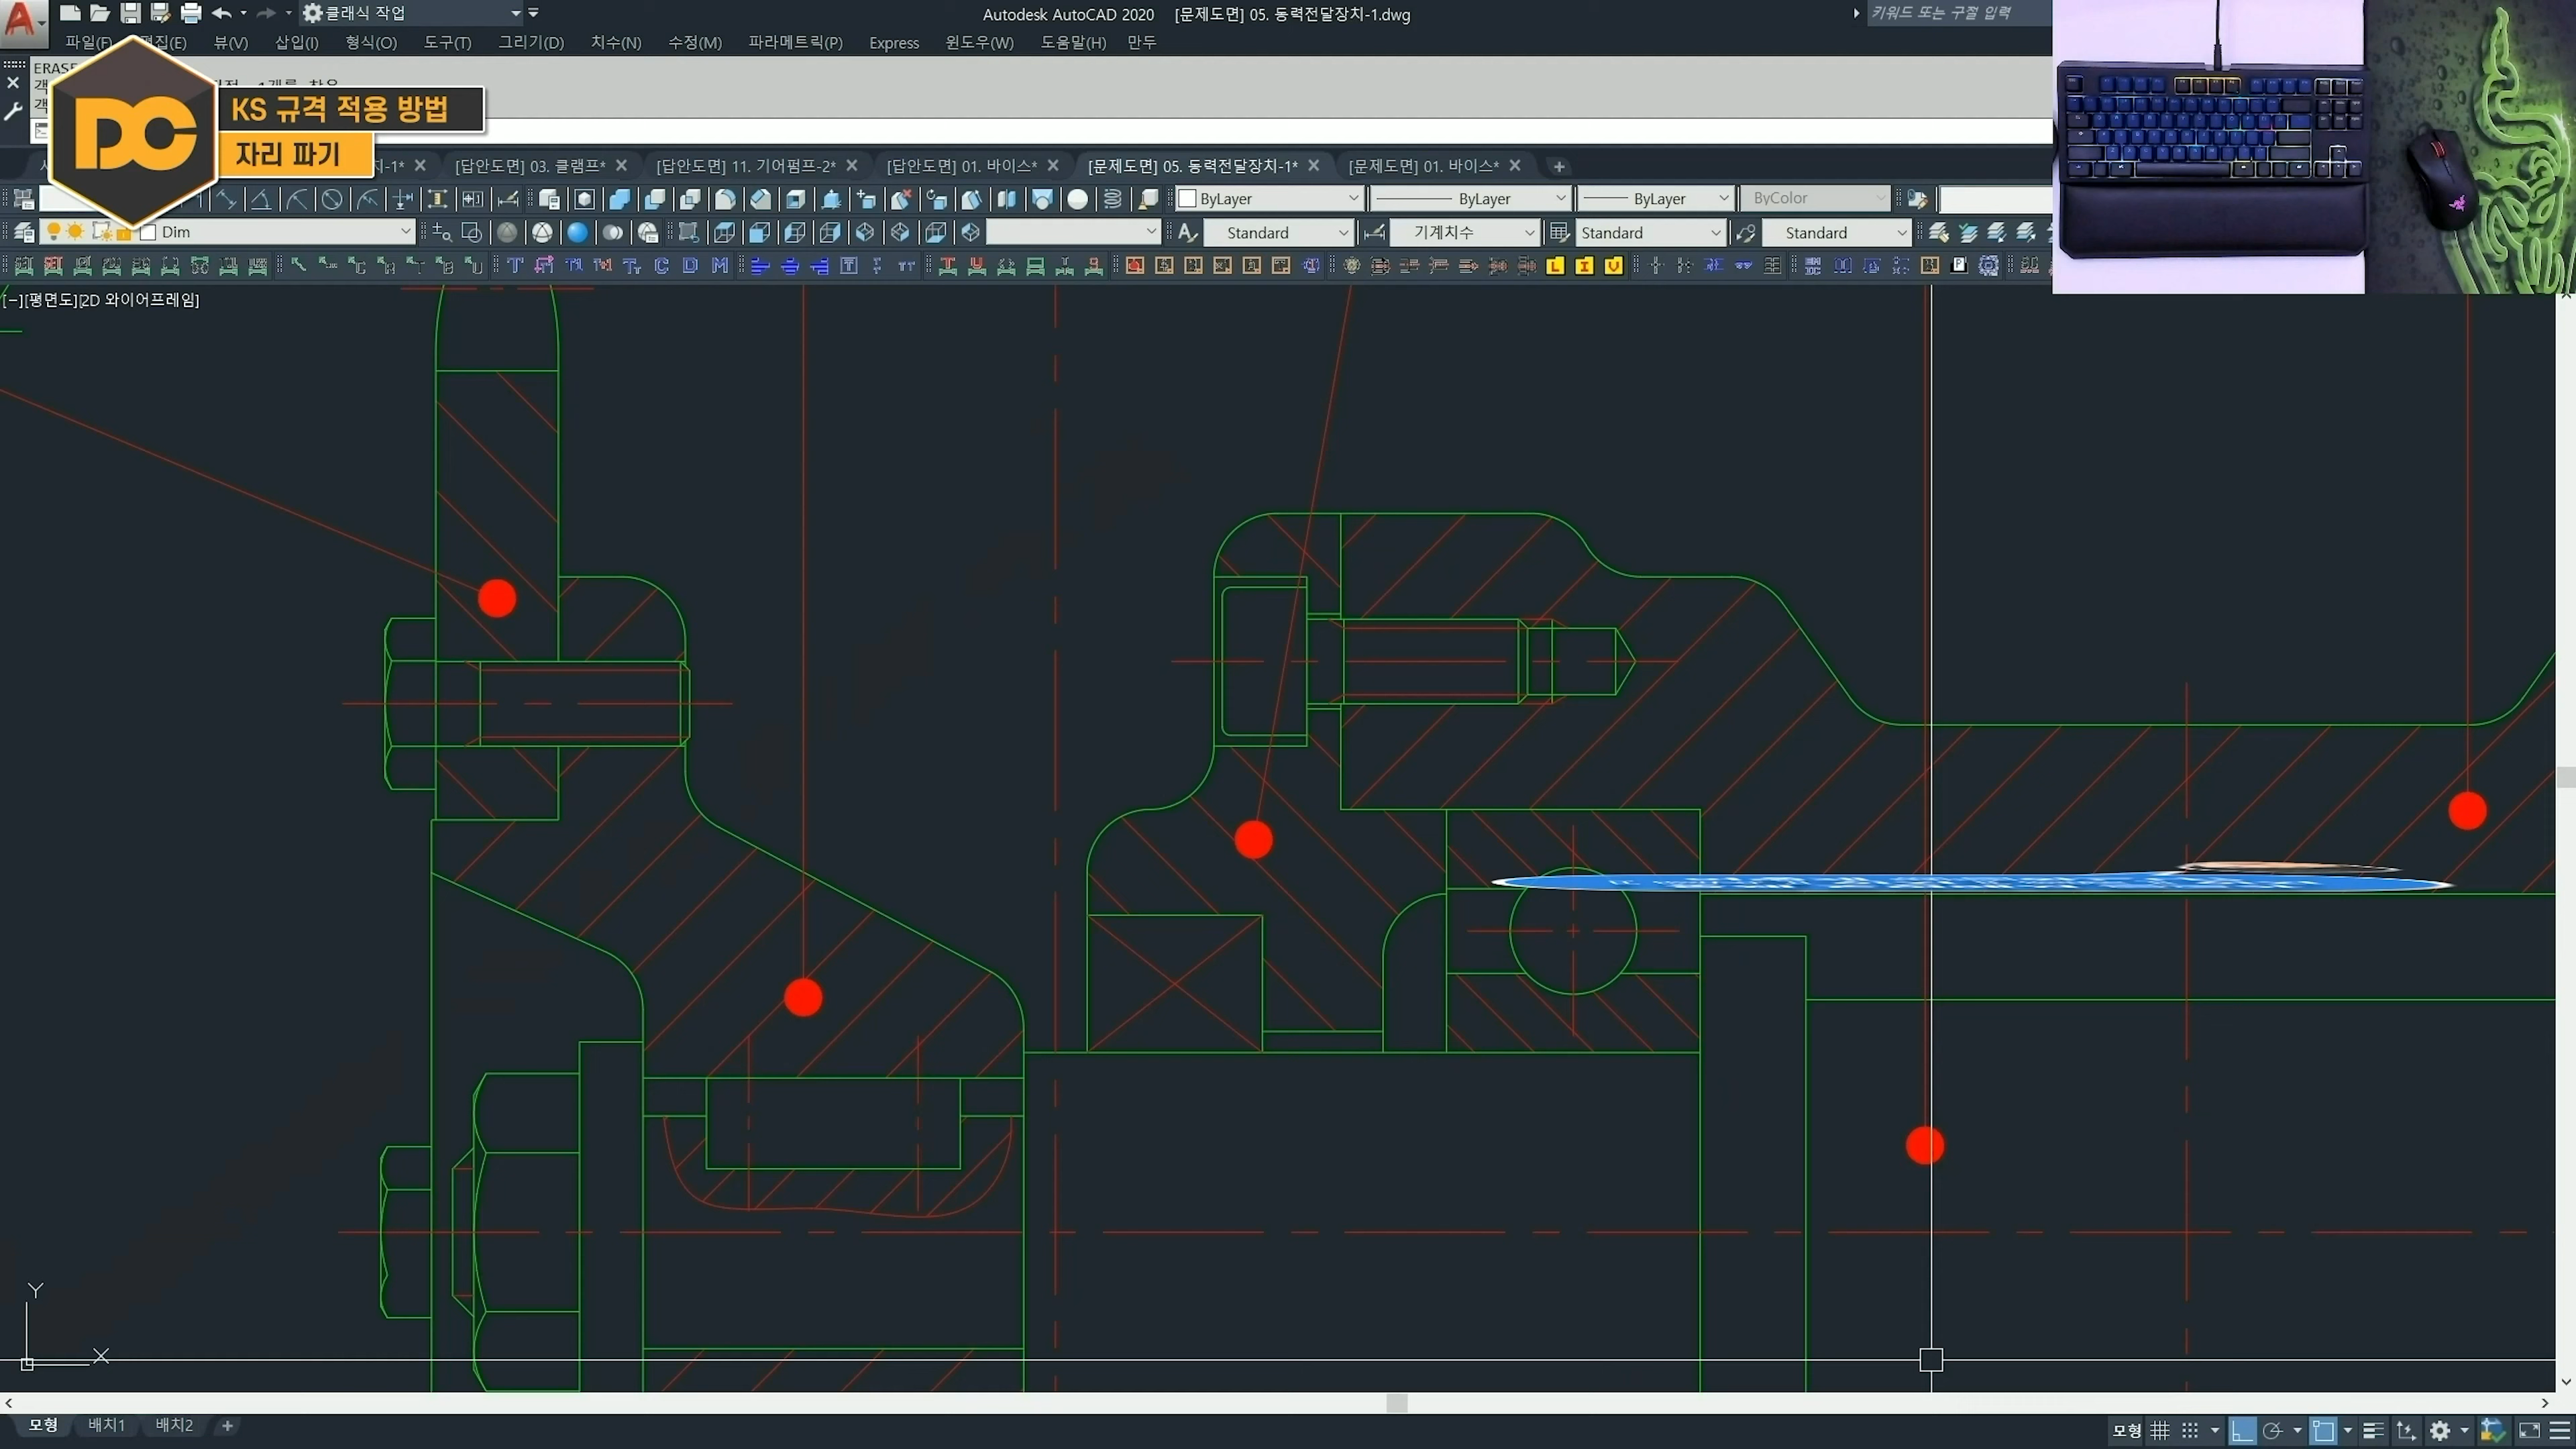 클래식 작업
Autodesk AutoCAD 2020 [문제도면] 05. 동력전달장치-1.dwg
키워드 또는 구절 입력
파일(F) 편집(E) 뷰(V) 삽입(I) 형식(O) 도구(T) 그리기(D) 치수(N) 수정(M) 파라메트릭(P) Express 윈도우(W) 도움말(H) 만두
ERASE
DC
KS 규격 적용 방법
자리 파기
[답안도면] 03. 클램프* [답안도면] 11. 기어펌프-2* [답안도면] 01. 바이스* [문제도면] 05. 동력전달장치-1* [문제도면] 01. 바이스*
ByLayer ByLayer ByLayer ByColor
Dim Standard 기계치수 Standard Standard
[−][평면도][2D 와이어프레임]
Y
X
모형 배치1 배치2 +
모형